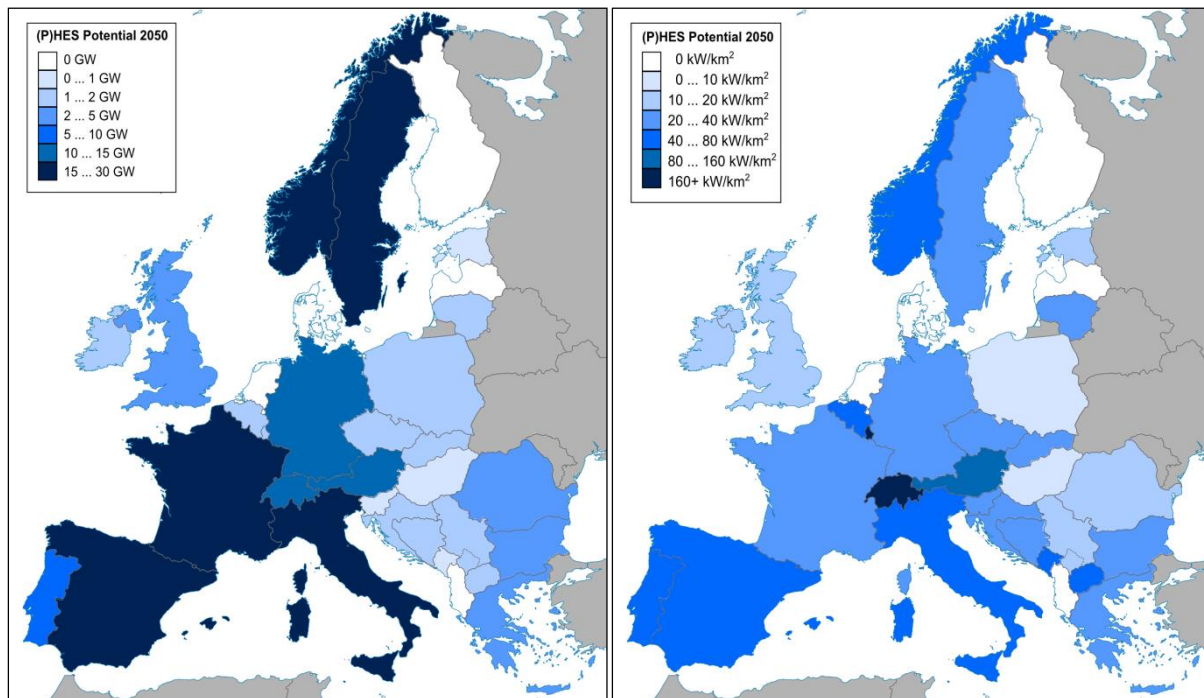 (P)HES Potential 2050
0 GW
0 ... 1 GW
1 ... 2 GW
2 ... 5 GW
5 ... 10 GW
10 ... 15 GW
15 ... 30 GW
(P)HES Potential 2050
0 kW/km²
0 ... 10 kW/km²
10 ... 20 kW/km²
20 ... 40 kW/km²
40 ... 80 kW/km²
80 ... 160 kW/km²
160+ kW/km²